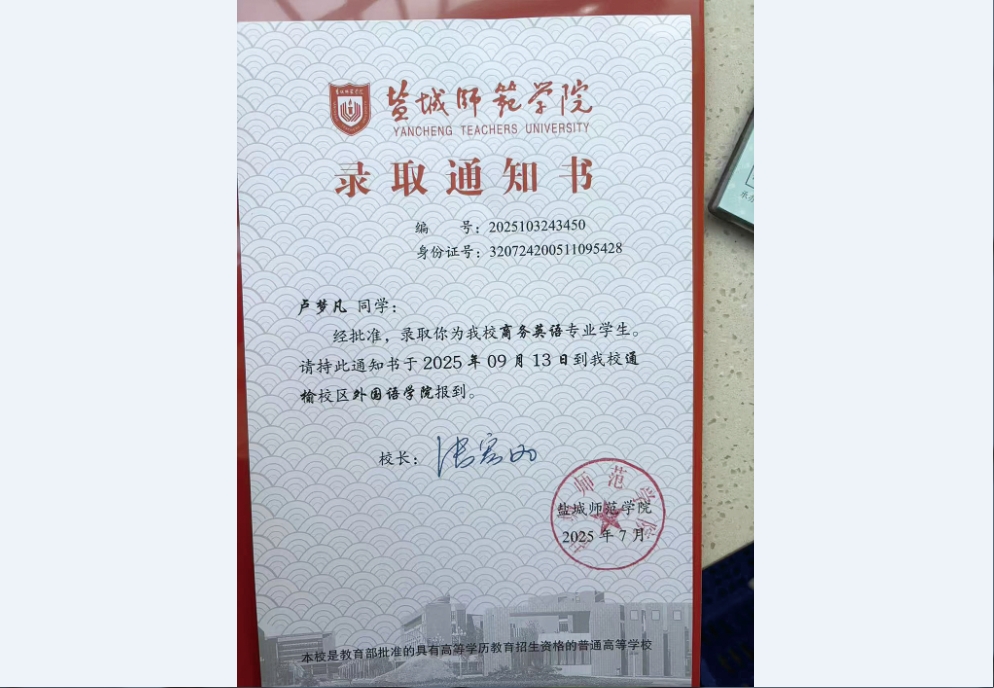 盐城师范学院
YANCHENG TEACHERS UNIVERSITY
录取通知书
编 号：2025103243450
身份证号：320724200511095428
卢梦凡 同学：
经批准，录取你为我校商务英语专业学生。
请持此通知书于 2025 年 09 月 13 日到我校通
榆校区外国语学院报到。
校长：
盐城师范学院
2025 年 7 月
本校是教育部批准的具有高等学历教育招生资格的普通高等学校